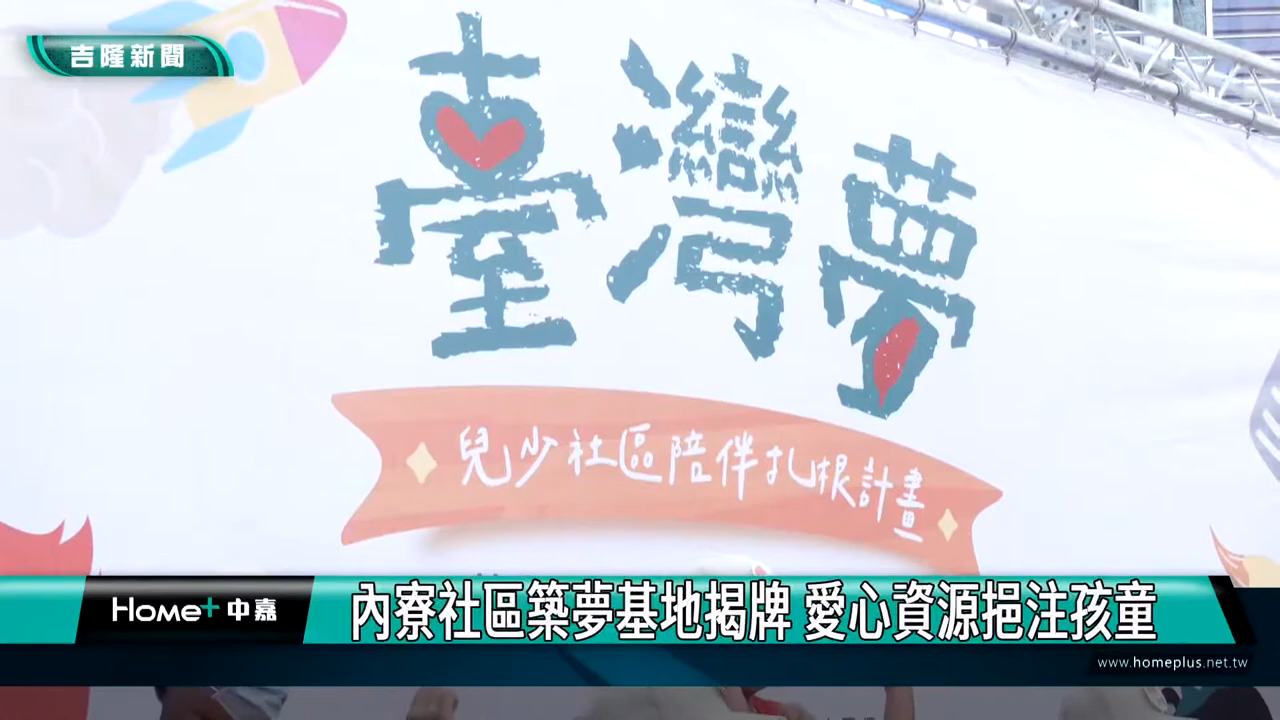 吉隆新聞
臺灣夢
兒少社區陪伴扎根計畫
Home+ 中嘉
內寮社區築夢基地揭牌 愛心資源挹注孩童
www.homeplus.net.tw